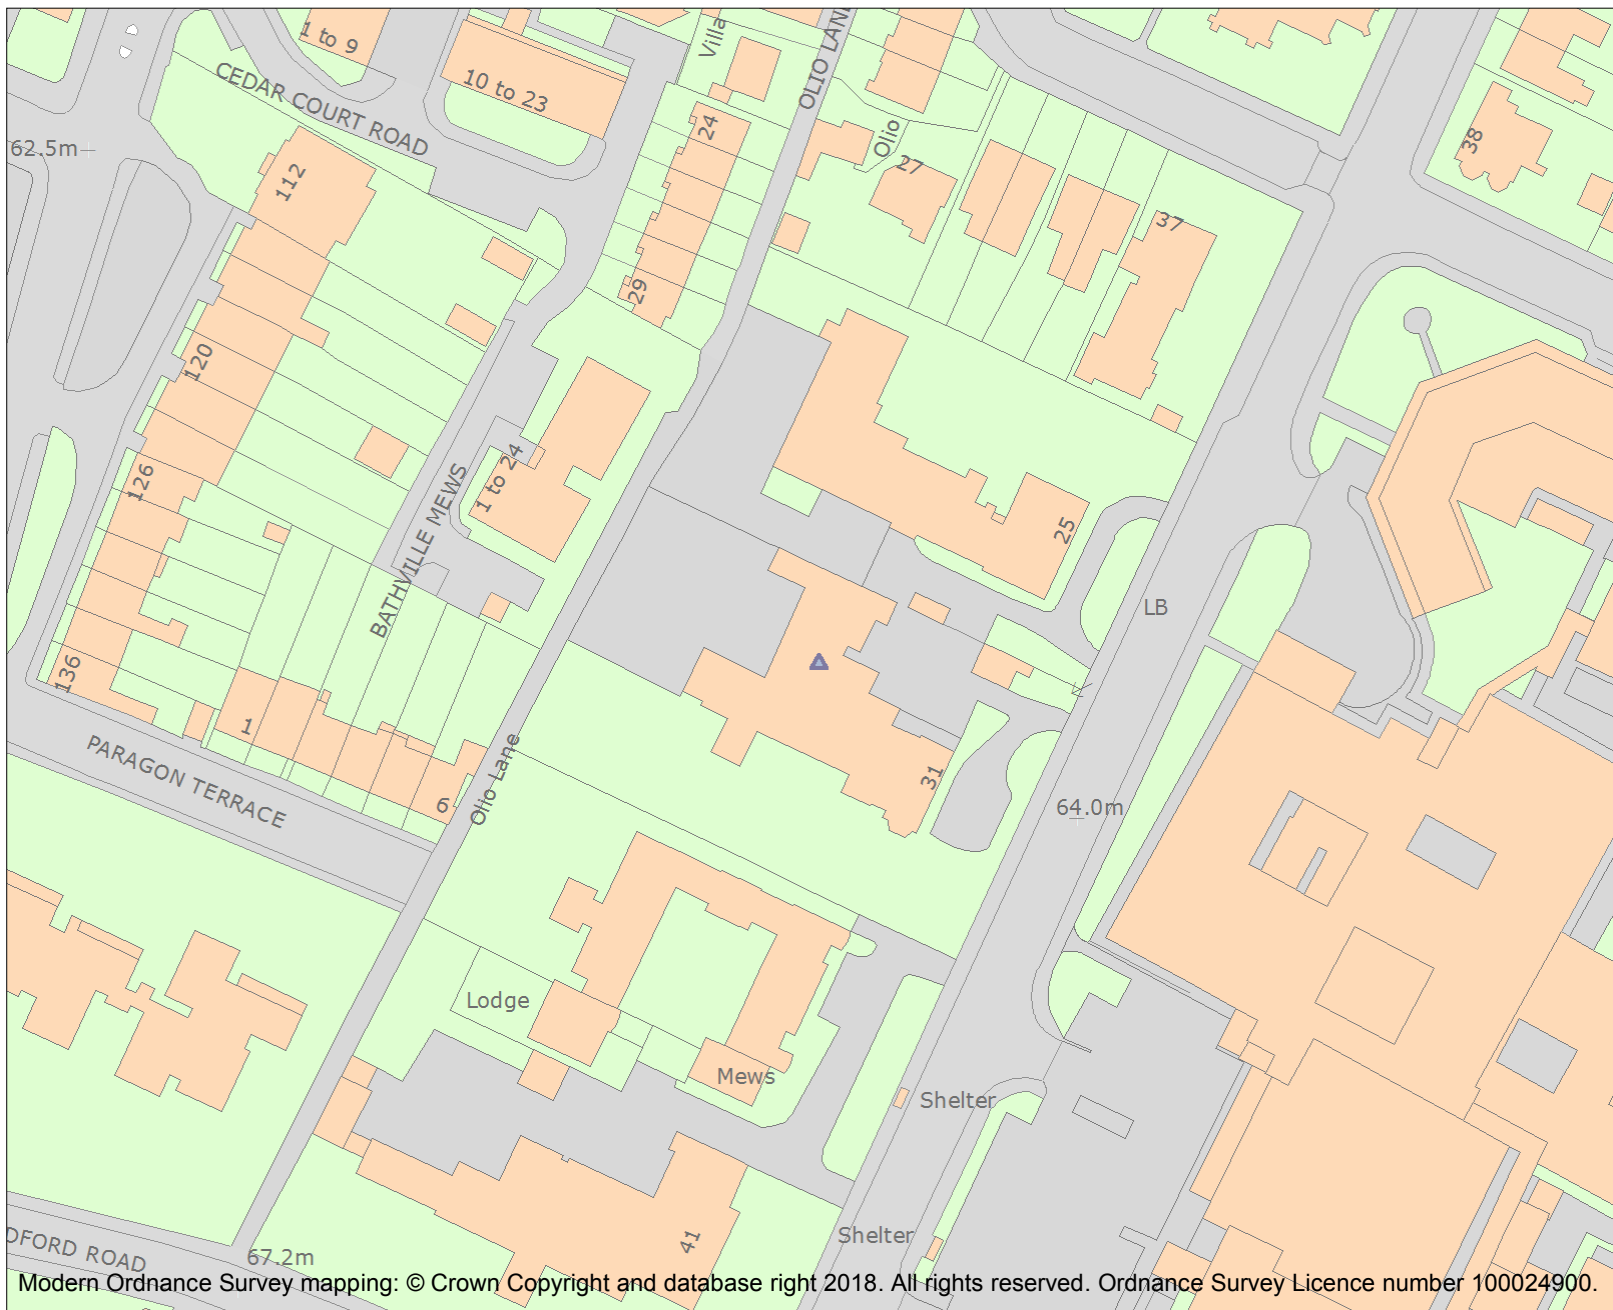 1 to 9
Villa
OLIO LANE
10 to 23
CEDAR COURT ROAD
24
Olio
38
62.5m
27
112
37
29
120
1 to 24
126
BATHVILLE MEWS
25
LB
136
1
PARAGON TERRACE
Olio Lane
31
6
64.0m
Lodge
Mews
Shelter
41
Shelter
DFORD ROAD
67.2m
Modern Ordnance Survey mapping: © Crown Copyright and database right 2018. All rights reserved. Ordnance Survey Licence number 100024900.